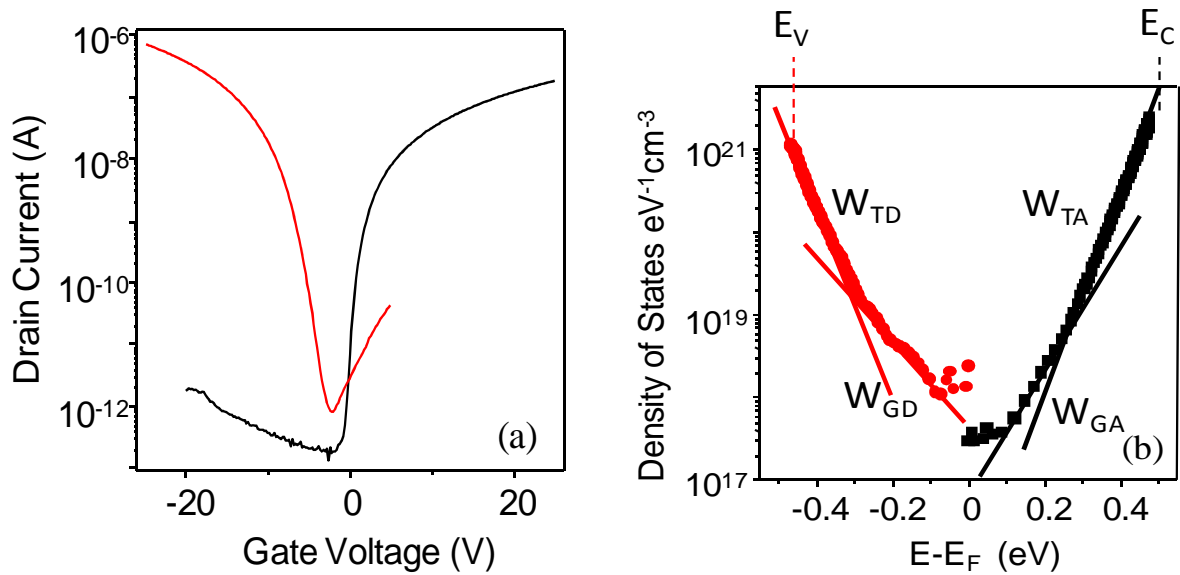 Drain Current (A)
10-6
10-8
10-10
10-12
-20
0
20
Gate Voltage (V)
(a)
EV
EC
Density of States eV-1cm-3
1021
1019
1017
WTD
WTA
WGD
WGA
(b)
-0.4
-0.2
0
0.2
0.4
E-EF (eV)